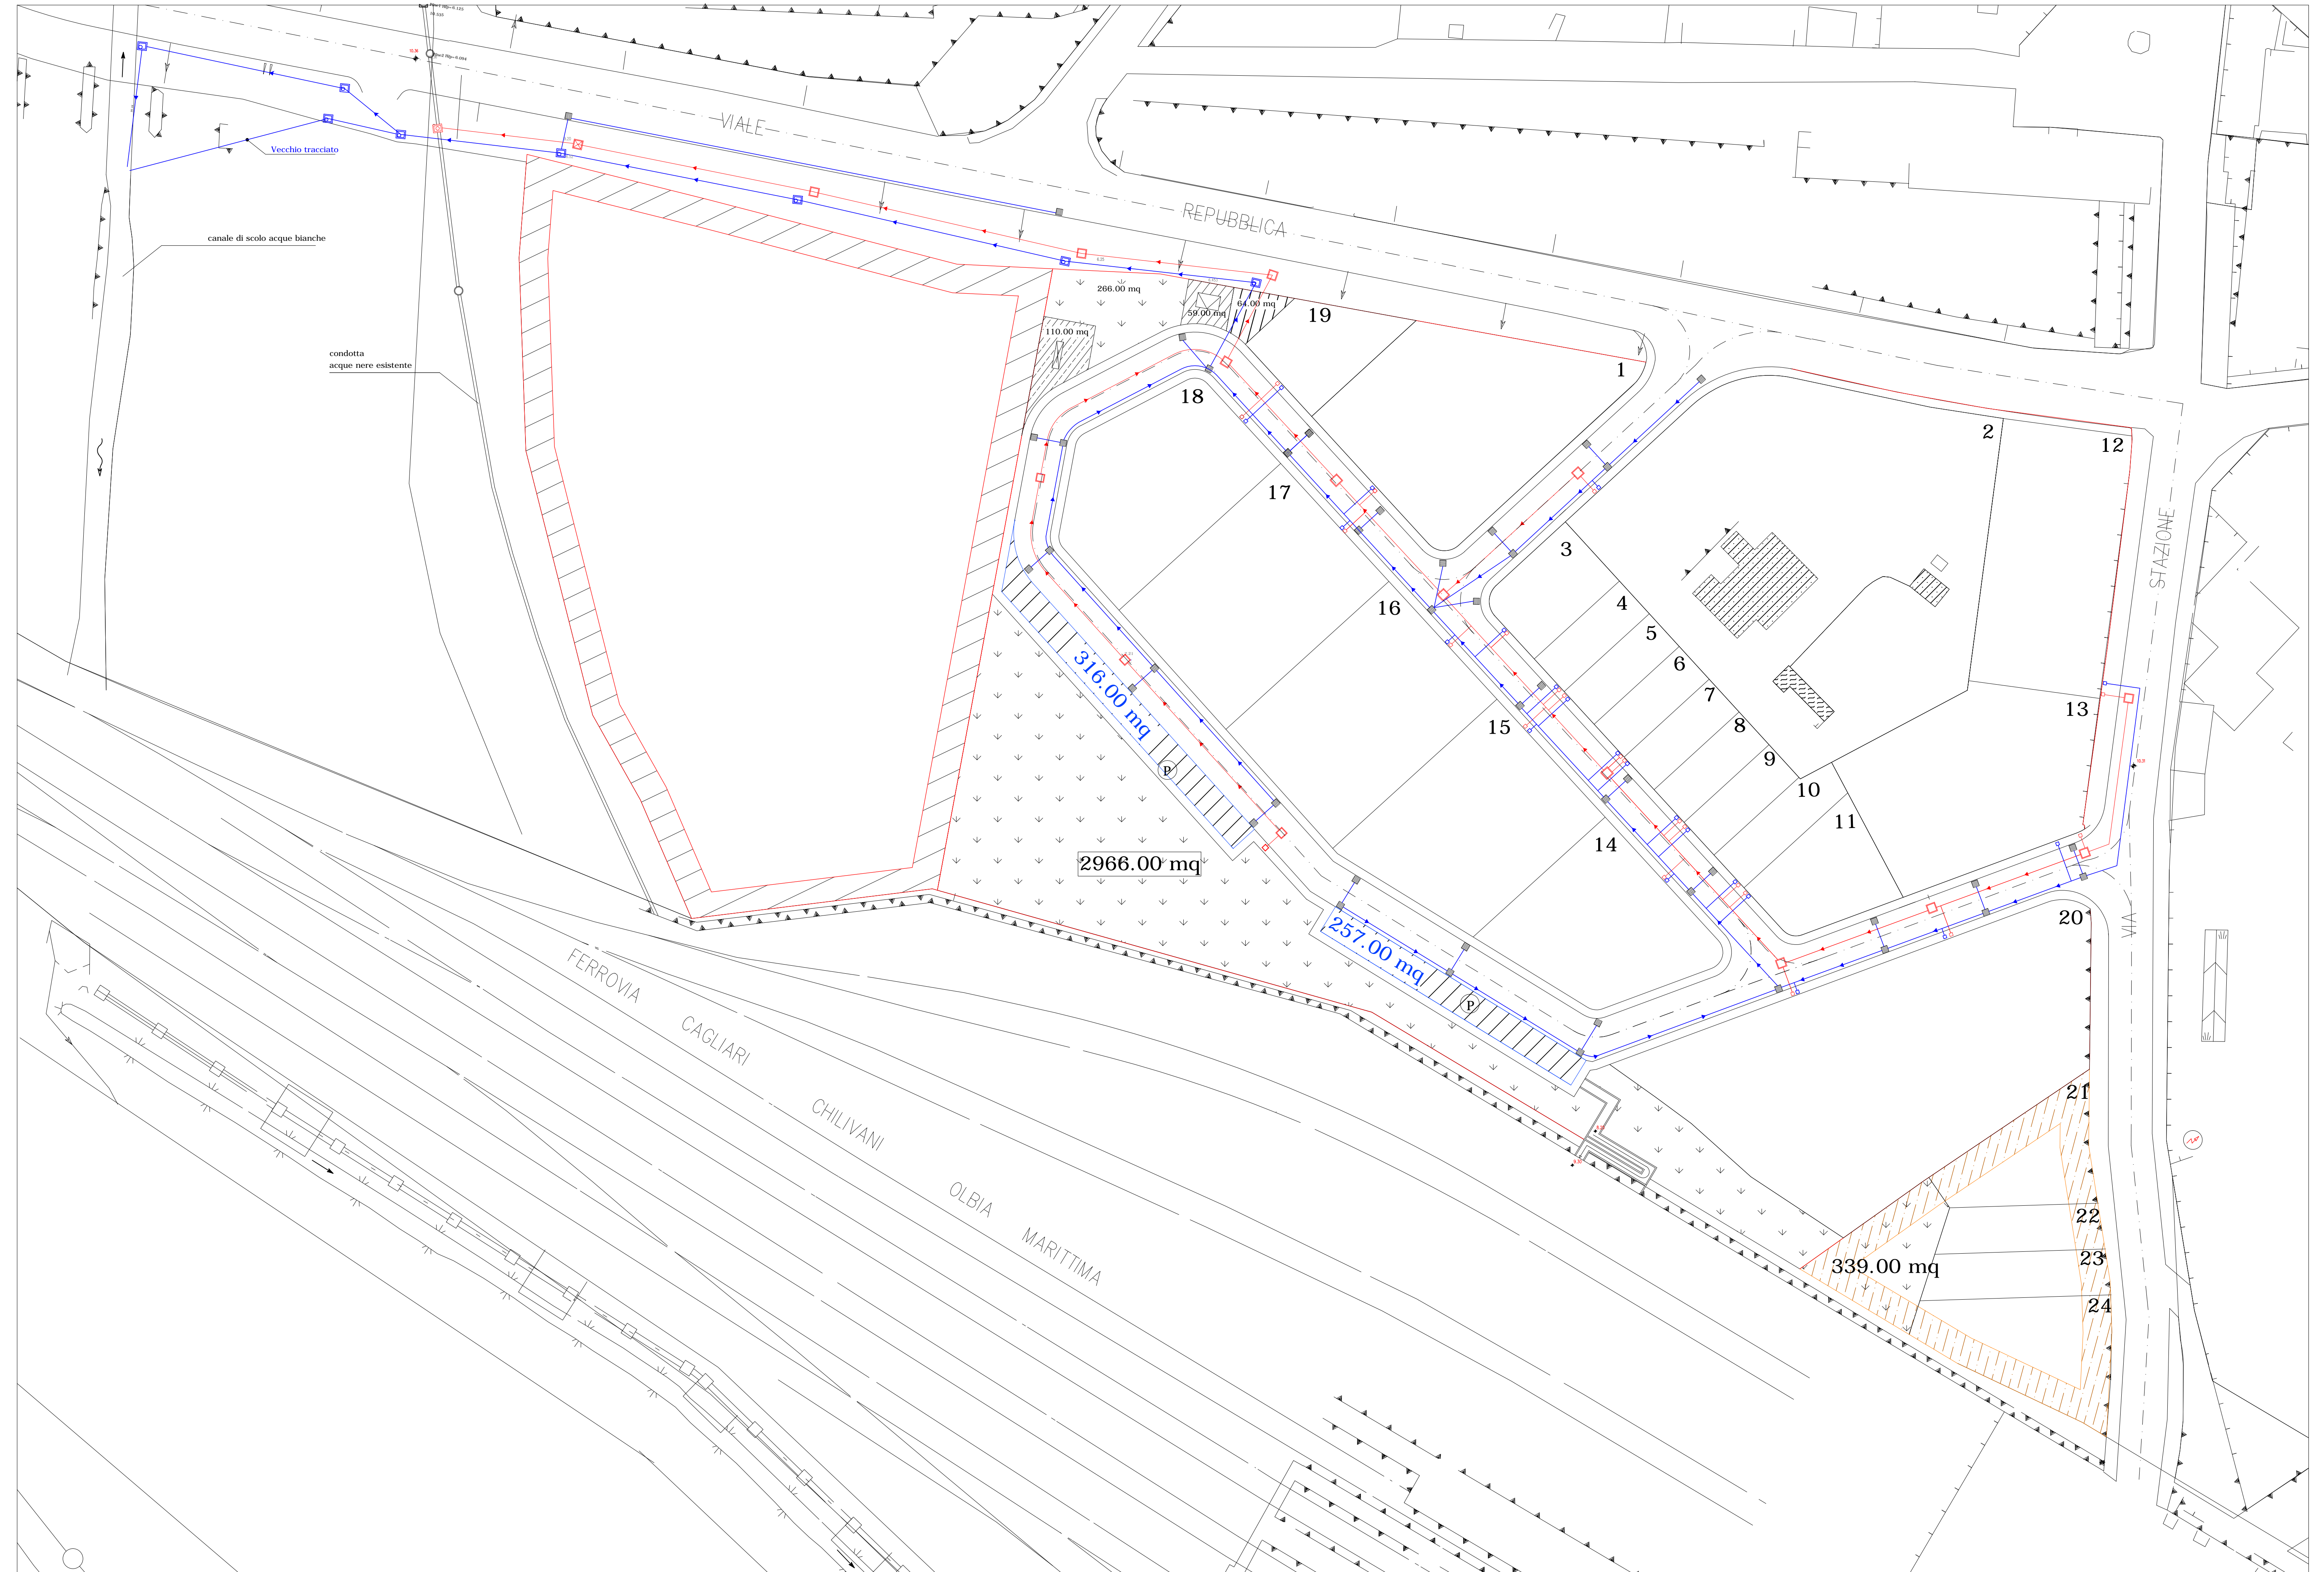 VIALE
Vecchio tracciato
canale di scolo acque bianche
REPUBBLICA
266.00 mq
64.00 mq
59.00 mq
19
110.00 mq
condotta
acque nere esistente
1
18
2
12
17
STAZIONE
3
4
16
5
6
316.00 mq
7
13
15
8
9
P
10
11
14
2966.00 mq
20
257.00 mq
VIA
FERROVIA
P
CAGLIARI
21
CHILIVANI
OLBIA
22
MARITTIMA
23
339.00 mq
24